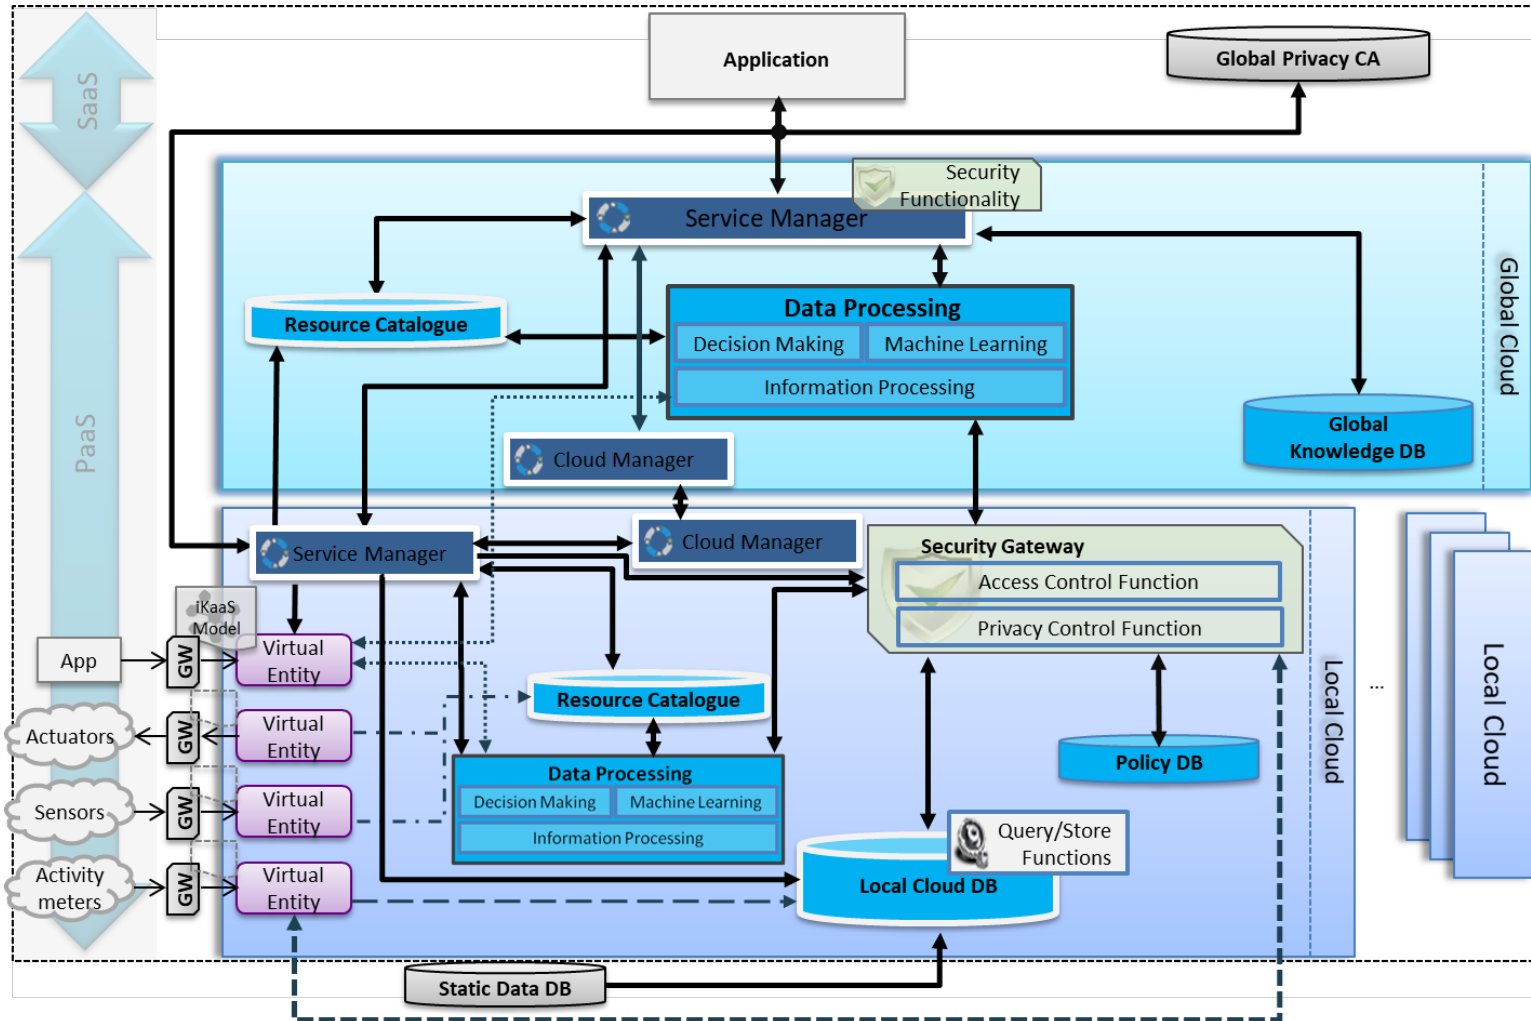 SaaS
PaaS
Application
Global Privacy CA
Security
Functionality
Service Manager
Resource Catalogue
Data Processing
Decision Making
Machine Learning
Information Processing
Global
Knowledge DB
Cloud Manager
Global Cloud
Service Manager
Cloud Manager
Security Gateway
Access Control Function
Privacy Control Function
iKaaS
Model
App
GW
Virtual
Entity
Resource Catalogue
Actuators
GW
Virtual
Entity
Policy DB
Data Processing
Decision Making
Machine Learning
Information Processing
Sensors
GW
Virtual
Entity
Query/Store
Functions
Local Cloud DB
Activity
meters
GW
Virtual
Entity
Local Cloud
...
Local Cloud
Static Data DB